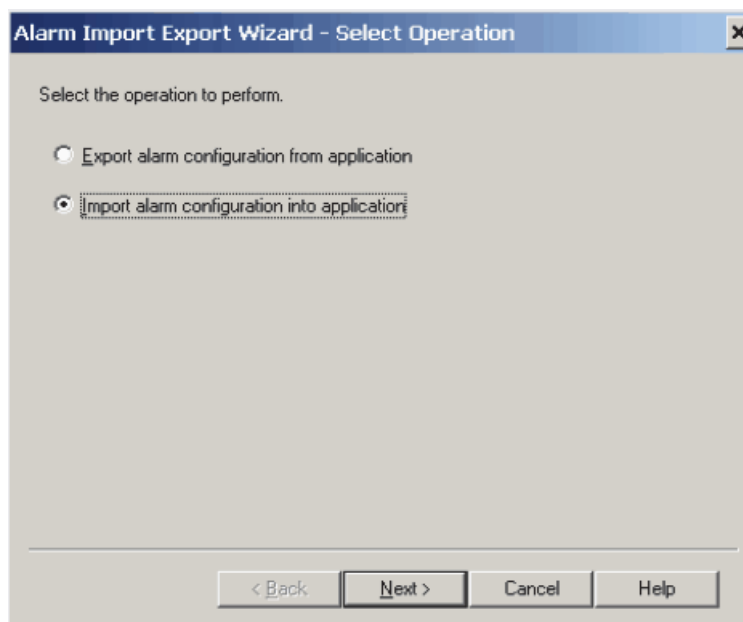 Alarm Import Export Wizard - Select Operation
Select the operation to perform.
Export alarm configuration from application
Import alarm configuration into application
< Back Next > Cancel Help